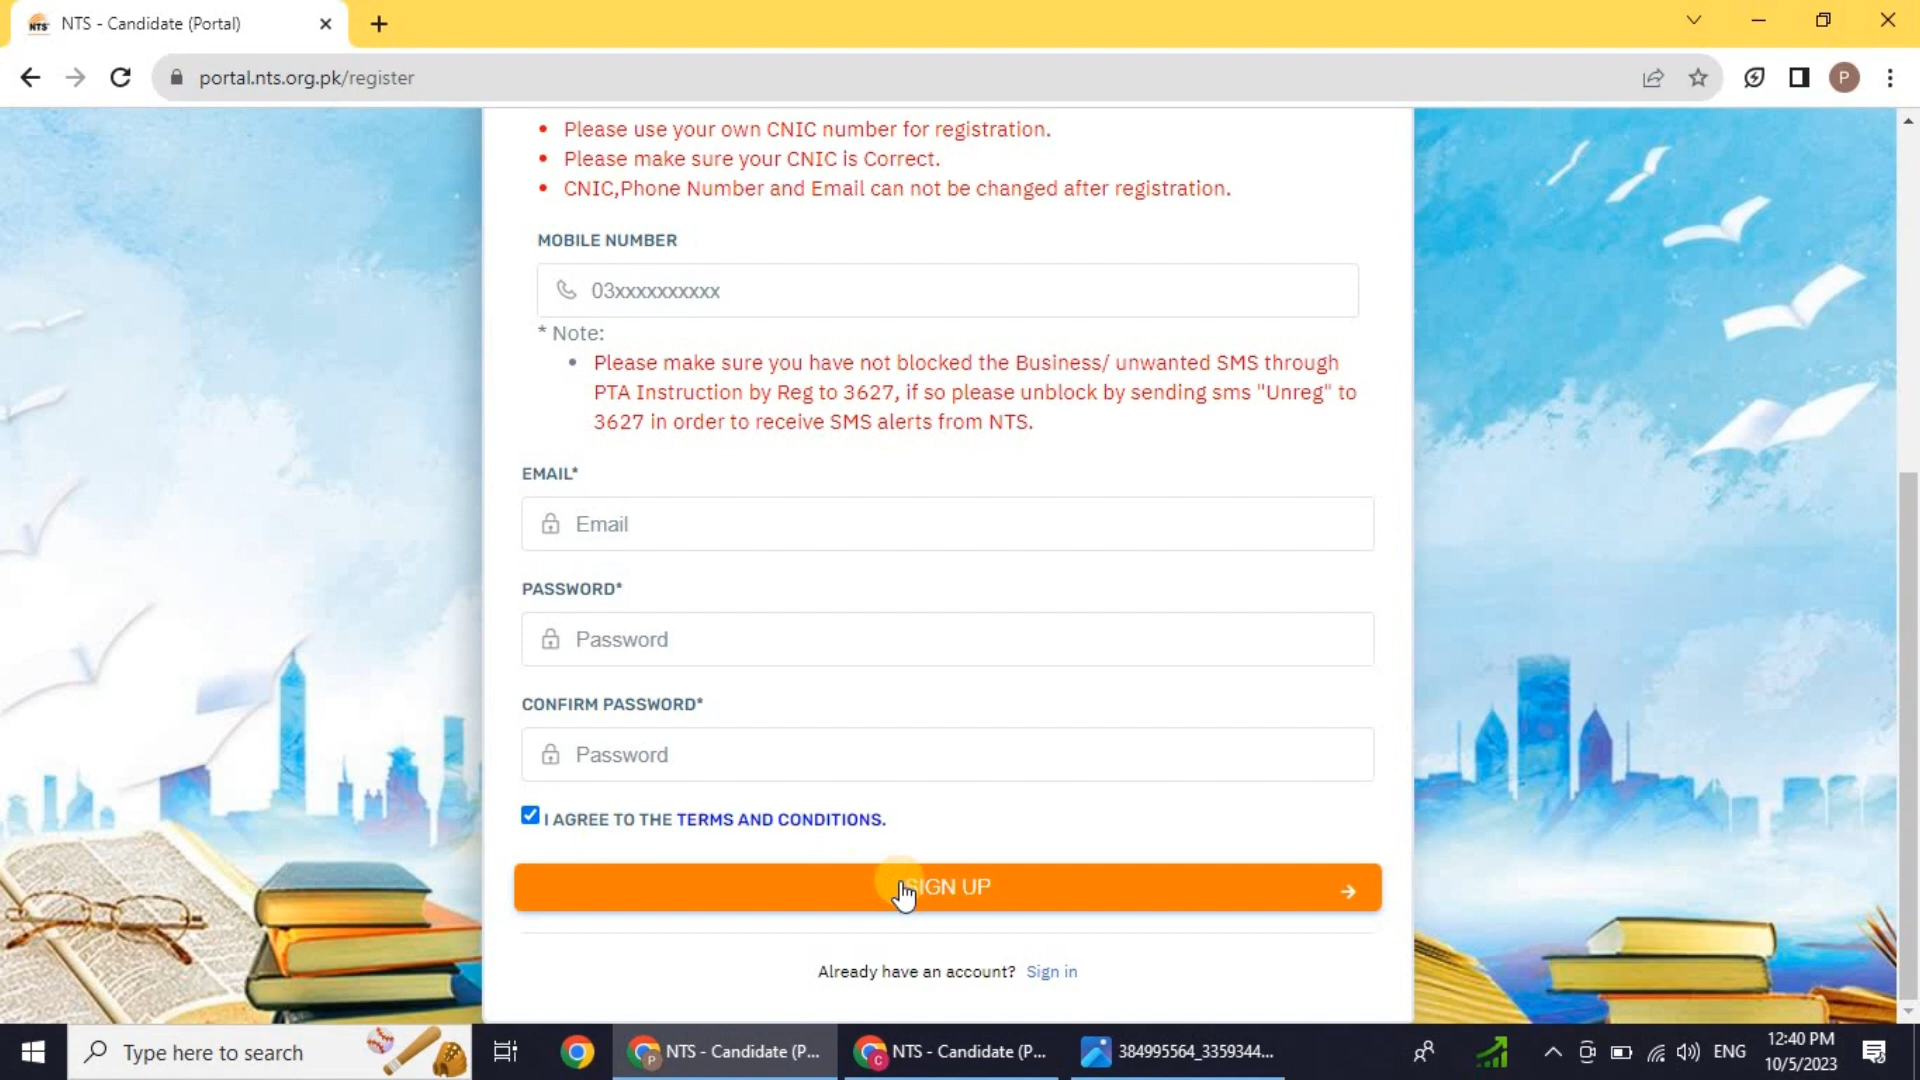 NTS
NTS - Candidate (Portal)
portal.nts.org.pk/register
P
Please use your own CNIC number for registration.
Please make sure your CNIC is Correct.
CNIC,Phone Number and Email can not be changed after registration.
MOBILE NUMBER
03xxxxxxxxxx
* Note:
Please make sure you have not blocked the Business/ unwanted SMS through
PTA Instruction by Reg to 3627, if so please unblock by sending sms "Unreg" to
3627 in order to receive SMS alerts from NTS.
EMAIL*
Email
PASSWORD*
Password
CONFIRM PASSWORD*
Password
I AGREE TO THE TERMS AND CONDITIONS.
SIGN UP
Already have an account? Sign in
Type here to search
P
NTS - Candidate (P...
C
NTS - Candidate (P...
384995564_3359344...
ENG
12:40 PM
10/5/2023